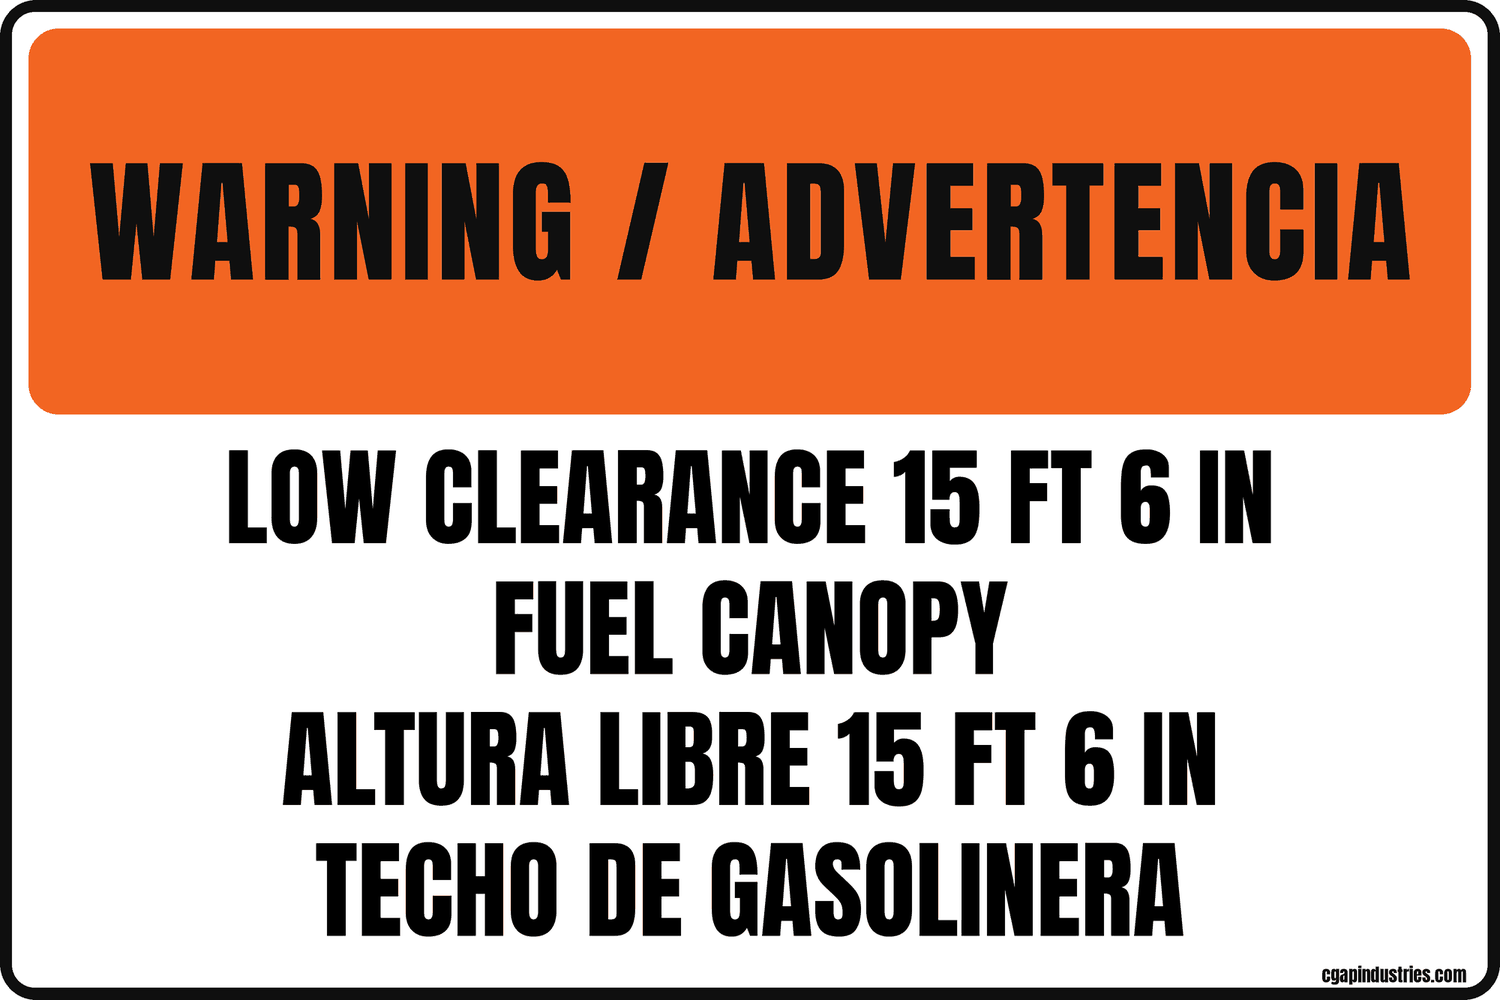 WARNING / ADVERTENCIA
LOW CLEARANCE 15 FT 6 IN
FUEL CANOPY
ALTURA LIBRE 15 FT 6 IN
TECHO DE GASOLINERA
cgapindustries.com